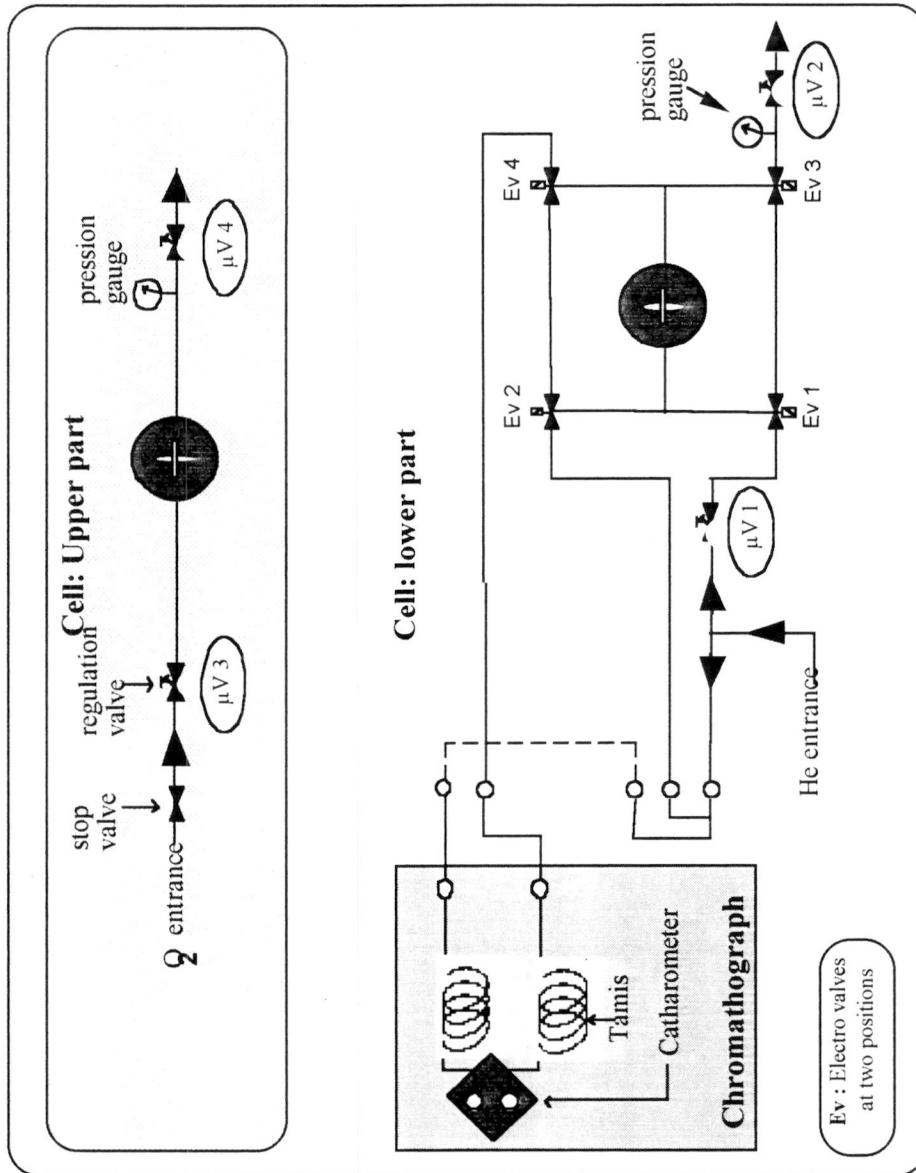 Cell: Upper part
O2 entrance
stop
valve
regulation
valve
µV 3
pression
gauge
µV 4
Cell: lower part
Chromathograph
Tamis
Catharometer
He entrance
µV 1
Ev 2
Ev 1
Ev 4
Ev 3
pression
gauge
µV 2
Ev : Electro valves
at two positions